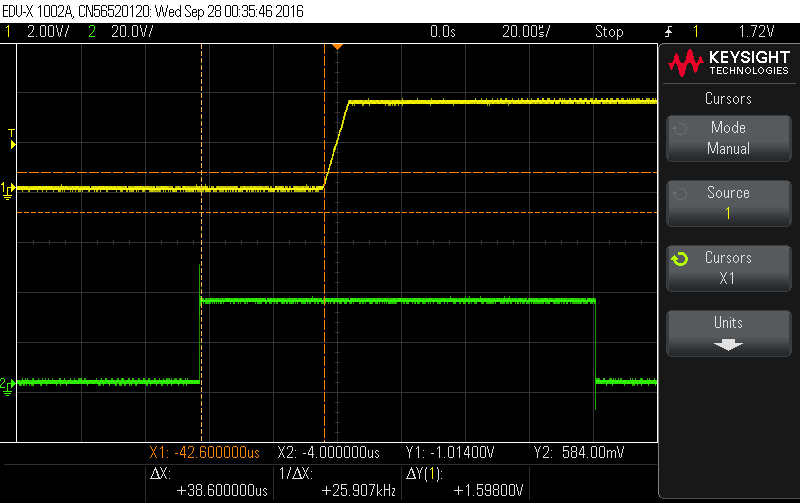 EDU-X 1002A, CN56520120: Wed Sep 28 00:35:46 2016
1 2.00V/ 2 20.0V/ 0.0s 20.00us/ Stop 1 1.72V
KEYSIGHT
TECHNOLOGIES
Cursors
Mode
Manual
T
1
Source
1
Cursors
X1
Units
2
X1: -42.600000us X2: -4.000000us Y1: -1.01400V Y2: 584.00mV
ΔX: 1/ΔX: ΔY(1):
+38.600000us +25.907kHz +1.59800V